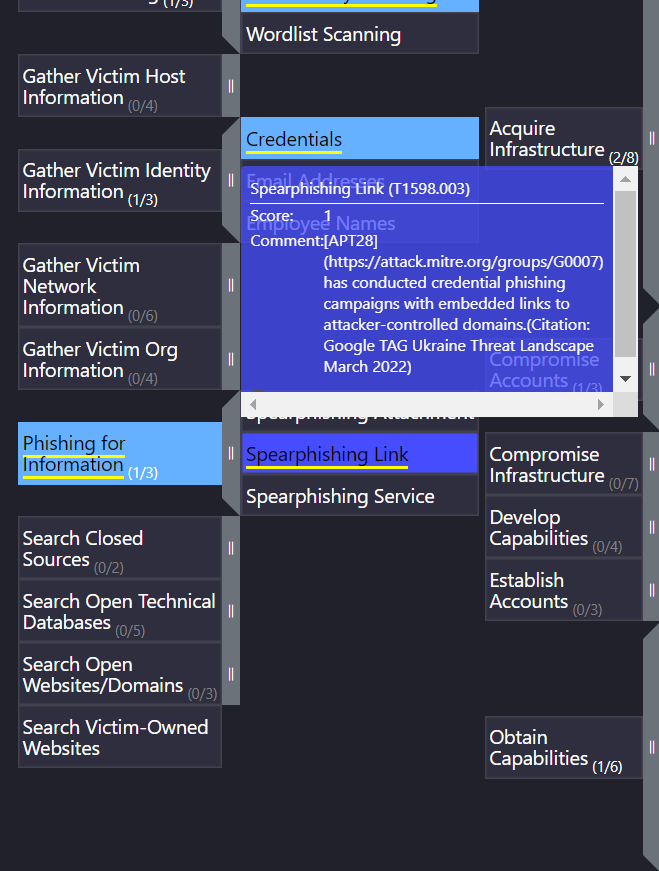 (1/3)
Wordlist Scanning
Gather Victim Host
Information (0/4)
Gather Victim Identity
Information (1/3)
Gather Victim
Network
Information (0/6)
Gather Victim Org
Information (0/4)
Phishing for
Information (1/3)
Search Closed
Sources (0/2)
Search Open Technical
Databases (0/5)
Search Open
Websites/Domains (0/3)
Search Victim-Owned
Websites
Credentials
Email Addresses
Employee Names
Spearphishing Link (T1598.003)
Score: 1
Comment:[APT28]
(https://attack.mitre.org/groups/G0007)
has conducted credential phishing
campaigns with embedded links to
attacker-controlled domains.(Citation:
Google TAG Ukraine Threat Landscape
March 2022)
Spearphishing Attachment
Spearphishing Link
Spearphishing Service
Acquire
Infrastructure (2/8)
Compromise
Accounts (1/3)
Compromise
Infrastructure (0/7)
Develop
Capabilities (0/4)
Establish
Accounts (0/3)
Obtain
Capabilities (1/6)